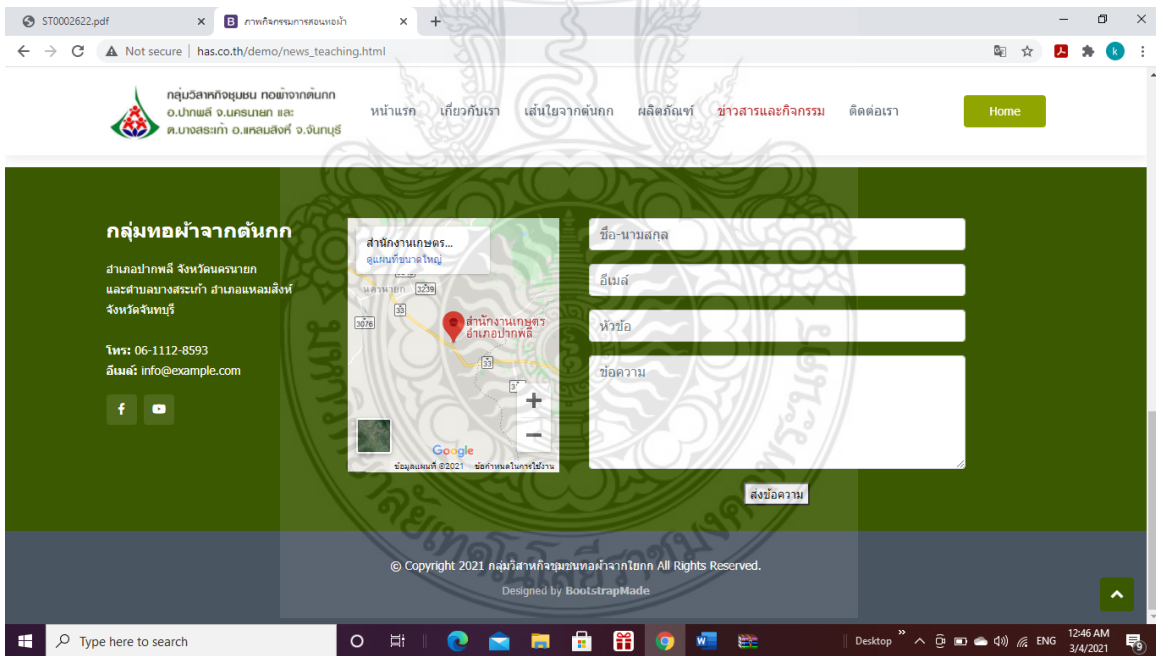 ST0002622.pdf
ภาพกิจกรรมการสอนทอผ้า
Not secure | has.co.th/demo/news_teaching.html
กลุ่มวิสาหกิจชุมชน ทอผ้าจากต้นกก
อ.ปากพลี จ.นครนายก และ
ต.บางสระเก้า อ.แหลมสิงห์ จ.จันทบุรี
หน้าแรก เกี่ยวกับเรา เส้นใยจากต้นกก ผลิตภัณฑ์ ข่าวสารและกิจกรรม ติดต่อเรา Home
กลุ่มทอผ้าจากต้นกก
อำเภอปากพลี จังหวัดนครนายก
และตำบลบางสระเก้า อำเภอแหลมสิงห์
จังหวัดจันทบุรี
โทร: 06-1112-8593
อีเมล์: info@example.com
สำนักงานเกษตร...
ดูแผนที่ขนาดใหญ่
นครนายก 3239
33
3076
สำนักงานเกษตร
อำเภอปากพลี
33
Google
ข้อมูลแผนที่ ©2021 ข้อกำหนดในการใช้งาน
ชื่อ-นามสกุล
อีเมล์
หัวข้อ
ข้อความ
ส่งข้อความ
© Copyright 2021 กลุ่มวิสาหกิจชุมชนทอผ้าจากใยกก All Rights Reserved.
Designed by BootstrapMade
Type here to search
Desktop
ENG
12:46 AM
3/4/2021